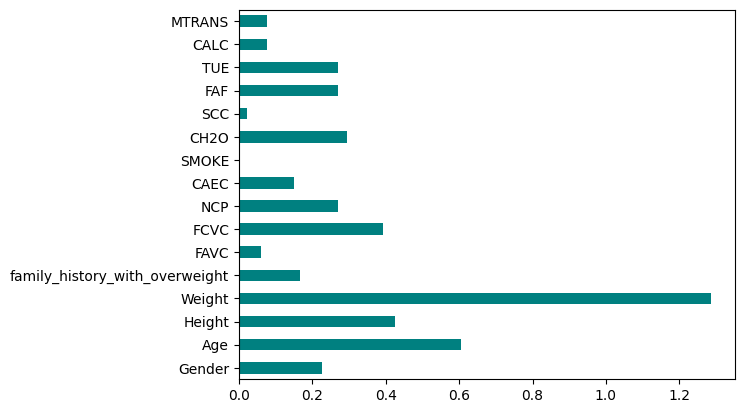 MTRANS
CALC
TUE
FAF
SCC
CH2O
SMOKE
CAEC
NCP
FCVC
FAVC
family_history_with_overweight
Weight
Height
Age
Gender
0.0 0.2 0.4 0.6 0.8 1.0 1.2